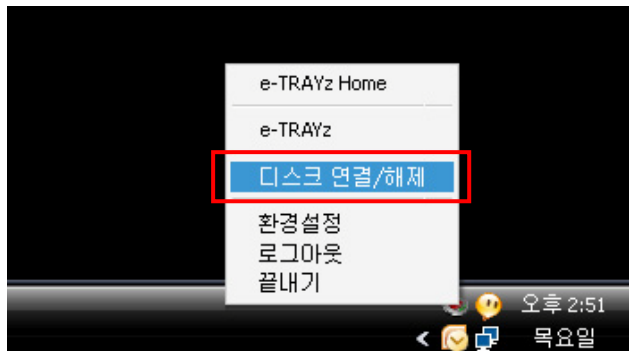 e-TRAYz Home
e-TRAYz
디스크 연결/해제
환경설정
로그아웃
끝내기
오후 2:51
목요일